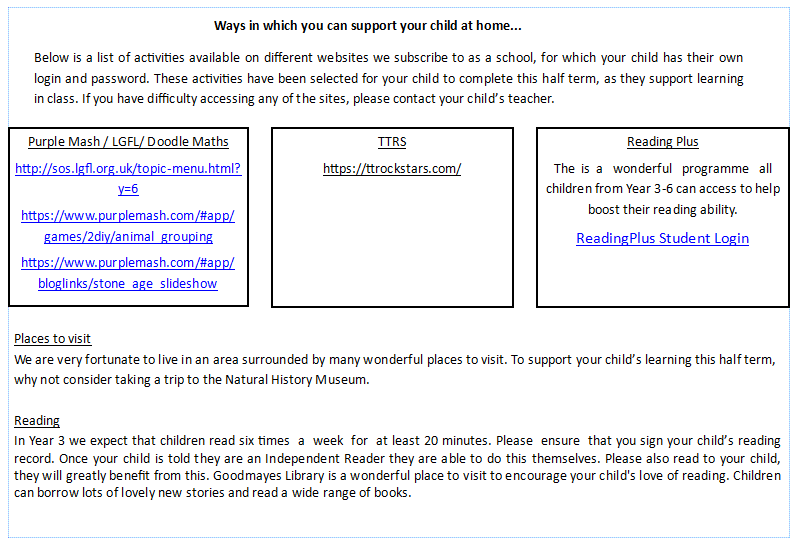 Ways in which you can support your child at home...
Below is a list of activities available on different websites we subscribe to as a school, for which your child has their own
login and password. These activities have been selected for your child to complete this half term, as they support learning
in class. If you have difficulty accessing any of the sites, please contact your child’s teacher.
Purple Mash / LGFL/ Doodle Maths
http://sos.lgfl.org.uk/topic-menu.html?
y=6
https://www.purplemash.com/#app/
games/2diy/animal_grouping
https://www.purplemash.com/#app/
bloglinks/stone_age_slideshow
TTRS
https://ttrockstars.com/
Reading Plus
The is a wonderful programme all
children from Year 3-6 can access to help
boost their reading ability.
ReadingPlus Student Login
Places to visit
We are very fortunate to live in an area surrounded by many wonderful places to visit. To support your child’s learning this half term,
why not consider taking a trip to the Natural History Museum.
Reading
In Year 3 we expect that children read six times a week for at least 20 minutes. Please ensure that you sign your child’s reading
record. Once your child is told they are an Independent Reader they are able to do this themselves. Please also read to your child,
they will greatly benefit from this. Goodmayes Library is a wonderful place to visit to encourage your child's love of reading. Children
can borrow lots of lovely new stories and read a wide range of books.